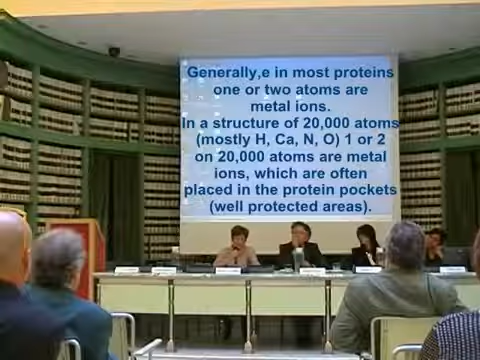 Generally,e in most proteins
one or two atoms are
metal ions.
In a structure of 20,000 atoms
(mostly H, Ca, N, O) 1 or 2
on 20,000 atoms are metal
ions, which are often
placed in the protein pockets
(well protected areas).